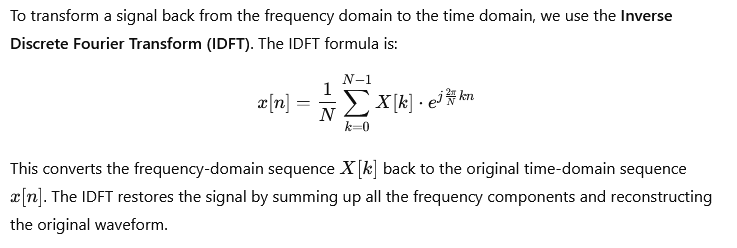 To transform a signal back from the frequency domain to the time domain, we use the Inverse
Discrete Fourier Transform (IDFT). The IDFT formula is:
x[n] = \frac{1}{N} \sum_{k=0}^{N-1} X[k] \cdot e^{j\frac{2\pi}{N}kn}
This converts the frequency-domain sequence X[k] back to the original time-domain sequence
x[n]. The IDFT restores the signal by summing up all the frequency components and reconstructing
the original waveform.